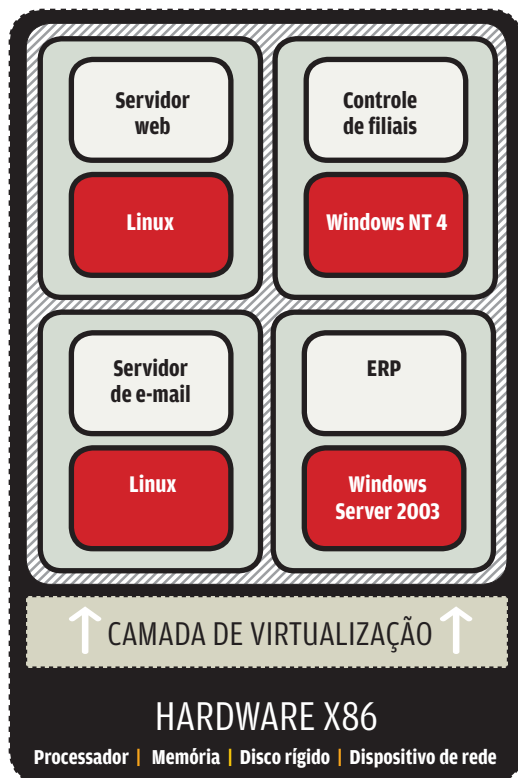 Servidor
web
Linux
Controle
de filiais
Windows NT 4
Servidor
de e-mail
Linux
ERP
Windows
Server 2003
CAMADA DE VIRTUALIZAÇÃO
HARDWARE X86
Processador | Memória | Disco rígido | Dispositivo de rede